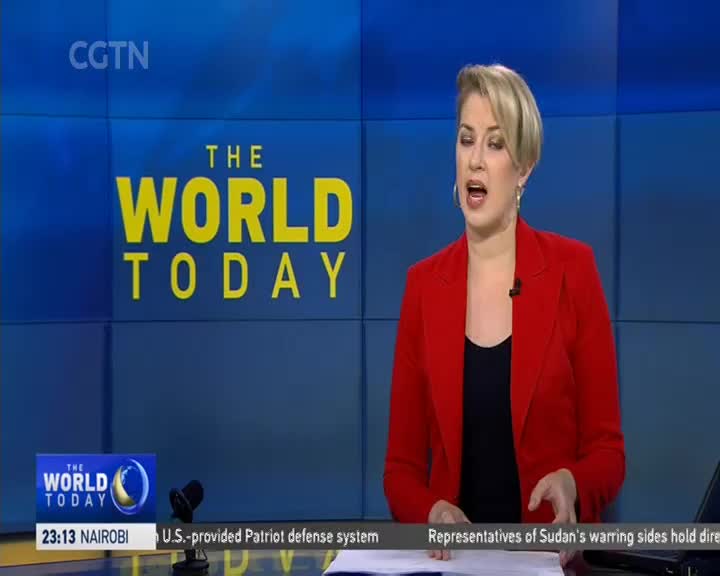 CGTN
THE
WORLD
TODAY
THE
WORLD
TODAY
23:13 NAIROBI
U.S.-provided Patriot defense system Representatives of Sudan's warring sides hold dire